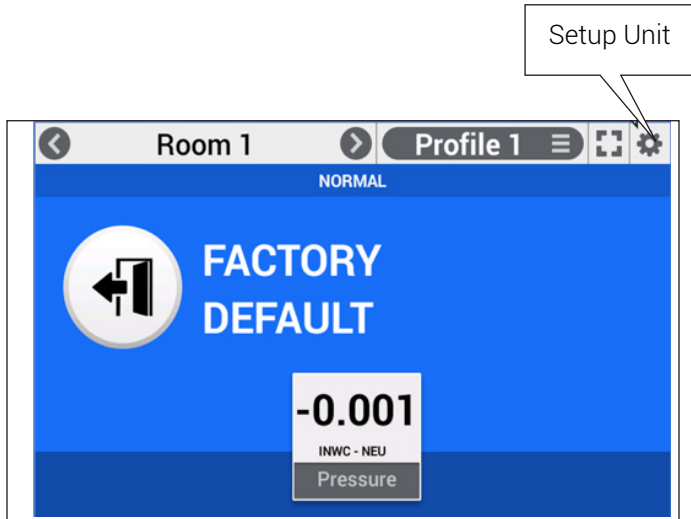 Setup Unit
Room 1 Profile 1
NORMAL
FACTORY
DEFAULT
-0.001
INWC - NEU
Pressure